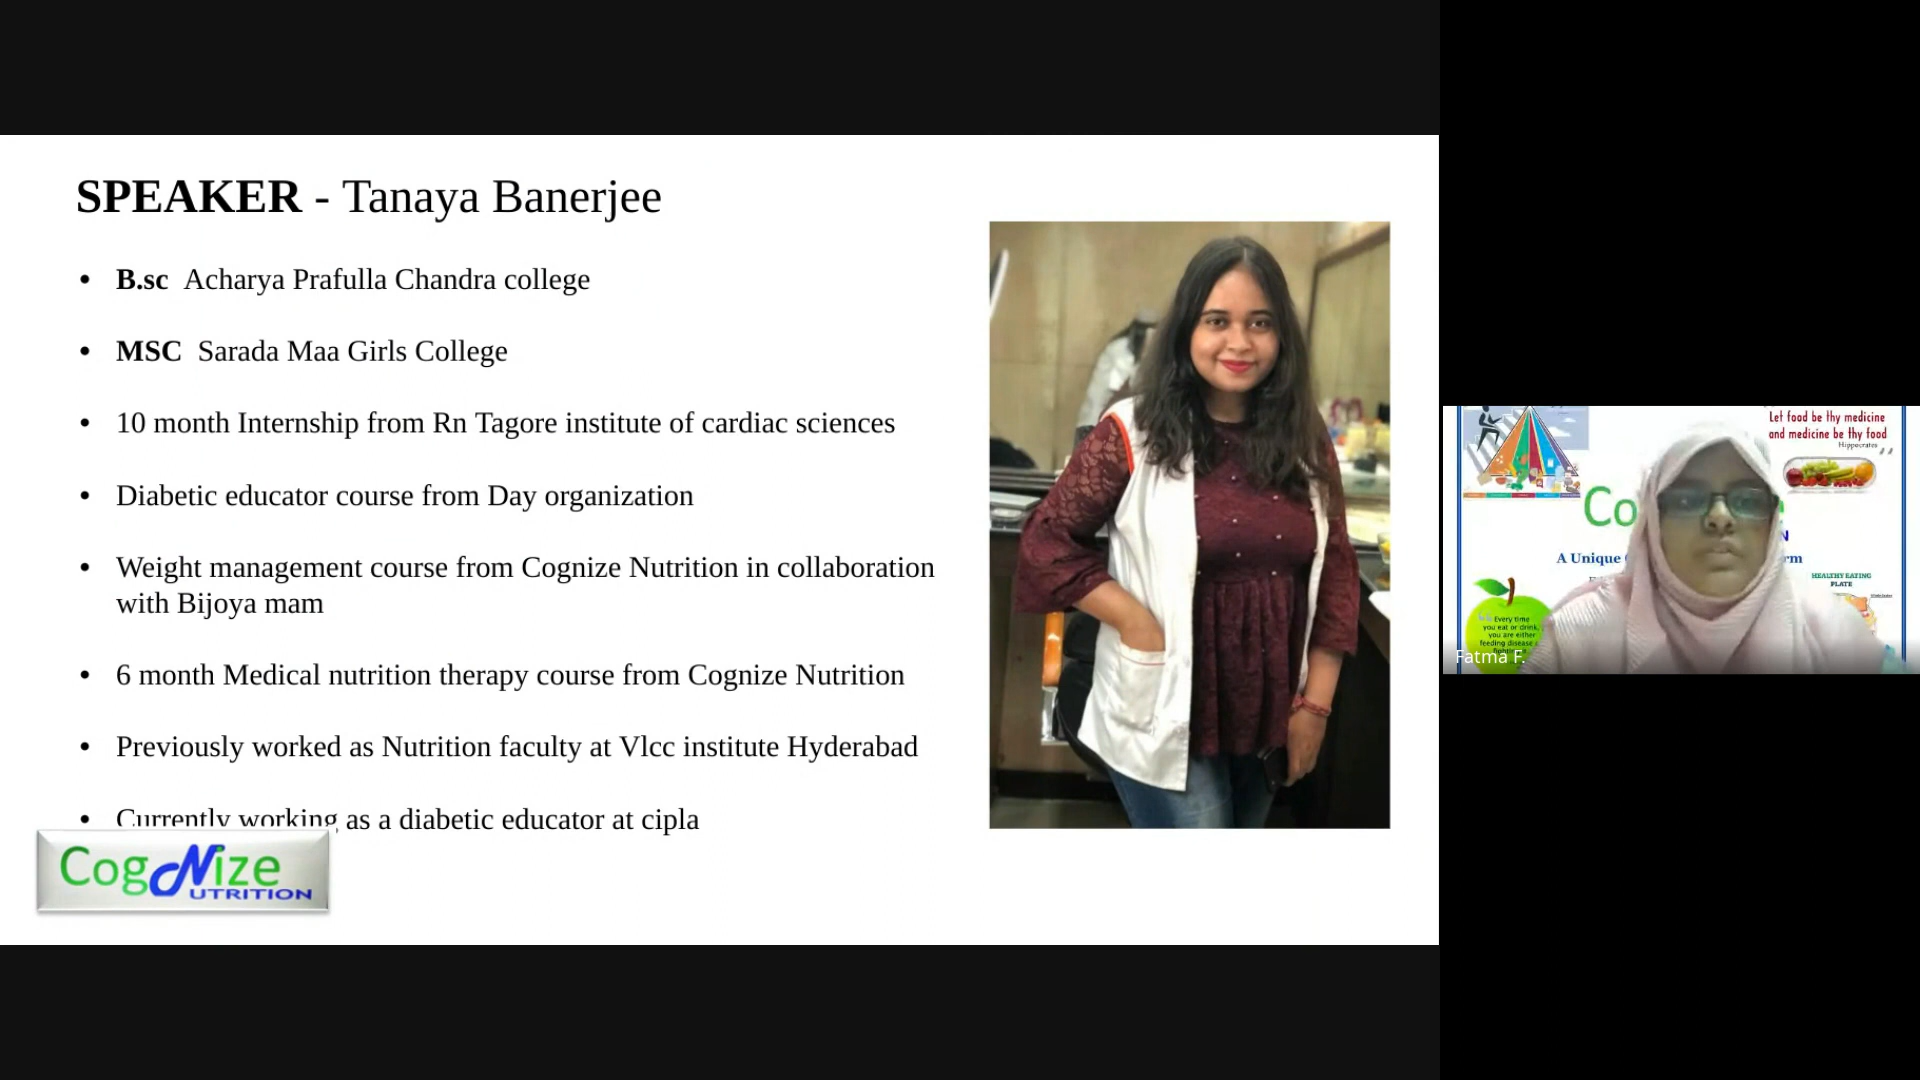 SPEAKER - Tanaya Banerjee
• B.sc Acharya Prafulla Chandra college
• MSC Sarada Maa Girls College
• 10 month Internship from Rn Tagore institute of cardiac sciences
• Diabetic educator course from Day organization
• Weight management course from Cognize Nutrition in collaboration
with Bijoya mam
• 6 month Medical nutrition therapy course from Cognize Nutrition
• Previously worked as Nutrition faculty at Vlcc institute Hyderabad
• Currently working as a diabetic educator at cipla
CogNize
UTRITION
Let food be thy medicine
and medicine be thy food
Hippocrates
Co
A Unique
HEALTHY EATING
PLATE
Every time
you eat or drink,
you are either
feeding disease
Fatma F.